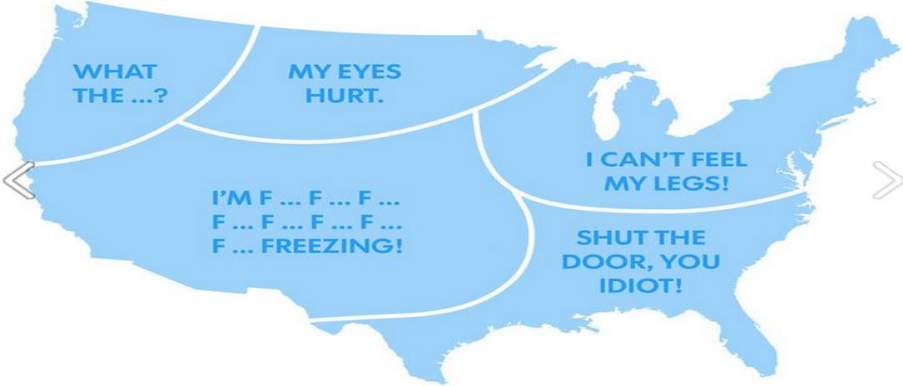 WHAT
THE ...?
MY EYES
HURT.
I CAN'T FEEL
MY LEGS!
I'M F ... F ... F ...
F ... F ... F ... F ...
F ... FREEZING!
SHUT THE
DOOR, YOU
IDIOT!